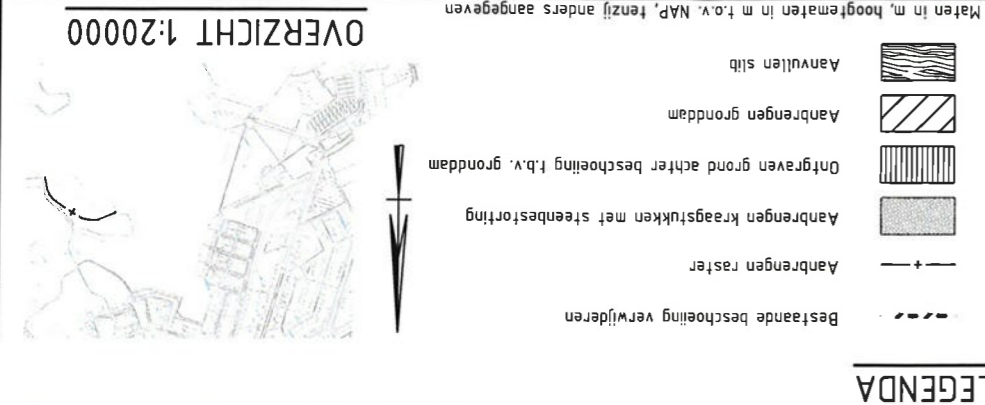 LEGENDA
Bestaande beschoeiing verwijderen
Aanbrengen raster
Aanbrengen kraagstukken met steenbestorting
Ontgraven grond achter beschoeiing t.b.v. gronddam
Aanbrengen gronddam
Aanvullen slib
Maten in m, hoogtematen in m t.o.v. NAP, tenzij anders aangegeven
OVERZICHT 1:20000